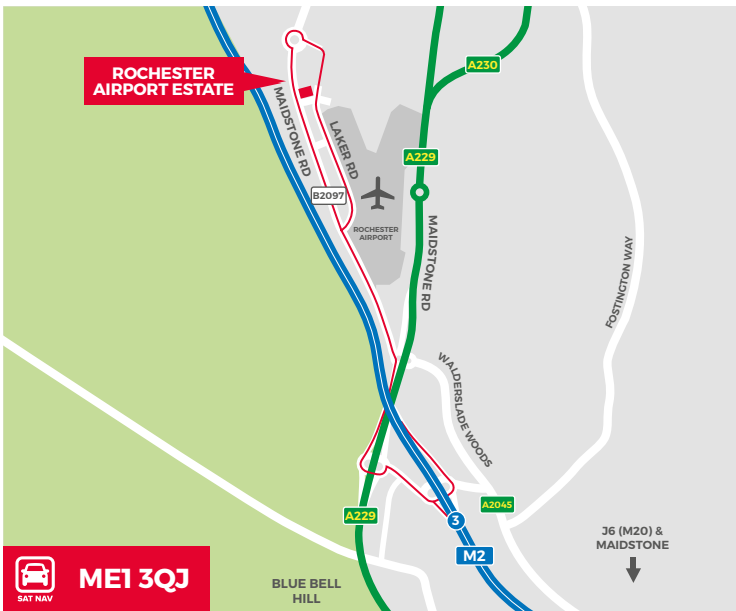 A230
ROCHESTER
AIRPORT ESTATE
MAIDSTONE RD
LAKER RD
A229
B2097
ROCHESTER
AIRPORT
MAIDSTONE RD
FOSTINGTON WAY
WALDERSLADE WOODS
A2045
A229
3
J6 (M20) &
MAIDSTONE
M2
SAT NAV
ME1 3QJ
BLUE BELL
HILL